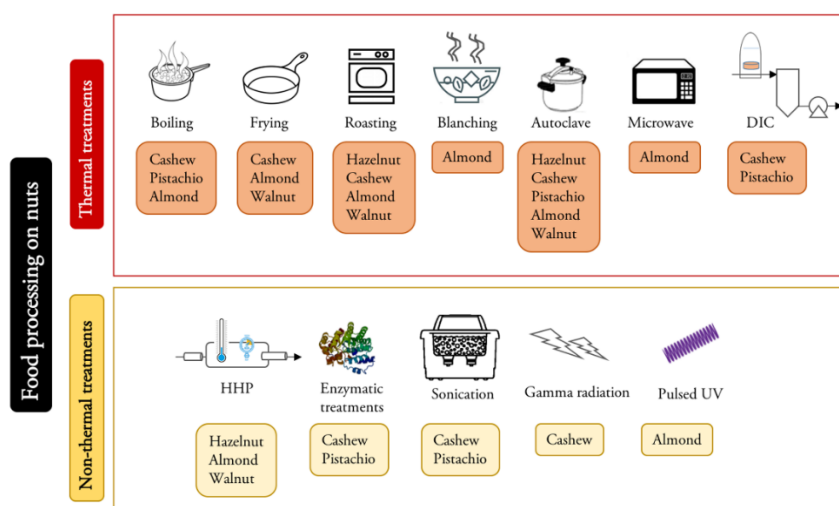 Food processing on nuts
Thermal treatments
Boiling
Cashew
Pistachio
Almond
Frying
Cashew
Almond
Walnut
Roasting
Hazelnut
Cashew
Almond
Walnut
Blanching
Almond
Autoclave
Hazelnut
Cashew
Pistachio
Almond
Walnut
Microwave
Almond
DIC
Cashew
Pistachio
Non-thermal treatments
HHP
Hazelnut
Almond
Walnut
Enzymatic
treatments
Cashew
Pistachio
Sonication
Cashew
Pistachio
Gamma radiation
Cashew
Pulsed UV
Almond